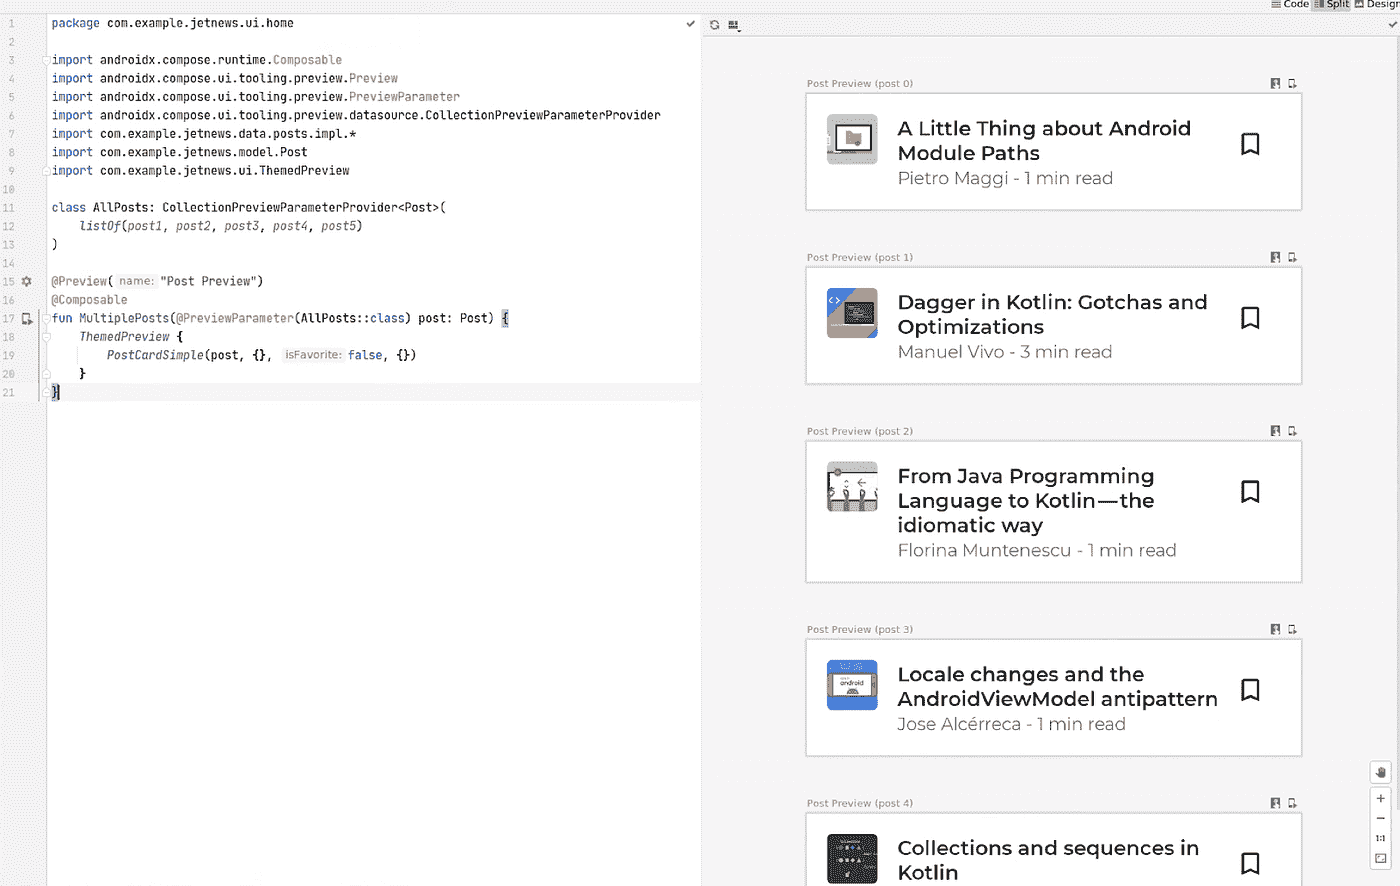 Code Split Design
1 package com.example.jetnews.ui.home
2
3 import androidx.compose.runtime.Composable
4 import androidx.compose.ui.tooling.preview.Preview
5 import androidx.compose.ui.tooling.preview.PreviewParameter
6 import androidx.compose.ui.tooling.preview.datasource.CollectionPreviewParameterProvider
7 import com.example.jetnews.data.posts.impl.*
8 import com.example.jetnews.model.Post
9 import com.example.jetnews.ui.ThemedPreview
10
11 class AllPosts: CollectionPreviewParameterProvider<Post>(
12 listOf(post1, post2, post3, post4, post5)
13 )
14
15 @Preview( name: "Post Preview")
16 @Composable
17 fun MultiplePosts(@PreviewParameter(AllPosts::class) post: Post) {
18 ThemedPreview {
19 PostCardSimple(post, {}, isFavorite: false, {})
20 }
21 }
Post Preview (post 0)
A Little Thing about Android
Module Paths
Pietro Maggi - 1 min read
Post Preview (post 1)
Dagger in Kotlin: Gotchas and
Optimizations
Manuel Vivo - 3 min read
Post Preview (post 2)
From Java Programming
Language to Kotlin—the
idiomatic way
Florina Muntenescu - 1 min read
Post Preview (post 3)
android
Locale changes and the
AndroidViewModel antipattern
Jose Alcérreca - 1 min read
Post Preview (post 4)
Collections and sequences in
Kotlin
1:1